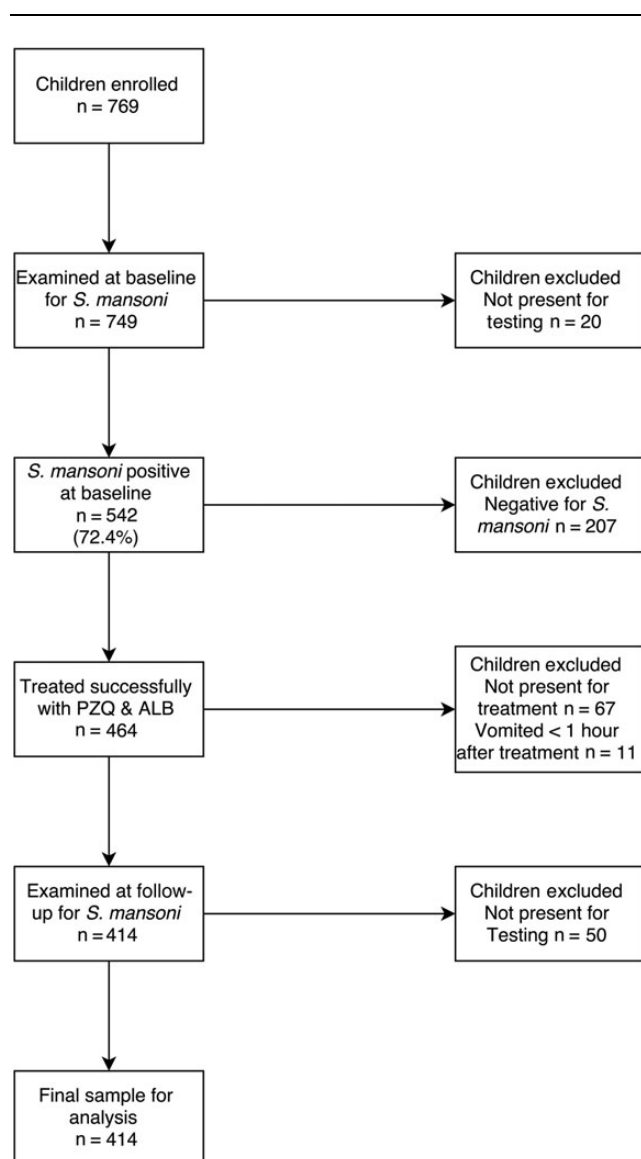 Children enrolled
n = 769
Examined at baseline
for S. mansoni
n = 749
Children excluded
Not present for
testing n = 20
S. mansoni positive
at baseline
n = 542
(72.4%)
Children excluded
Negative for S.
mansoni n = 207
Treated successfully
with PZQ & ALB
n = 464
Children excluded
Not present for
treatment n = 67
Vomited < 1 hour
after treatment n = 11
Examined at follow-
up for S. mansoni
n = 414
Children excluded
Not present for
Testing n = 50
Final sample for
analysis
n = 414